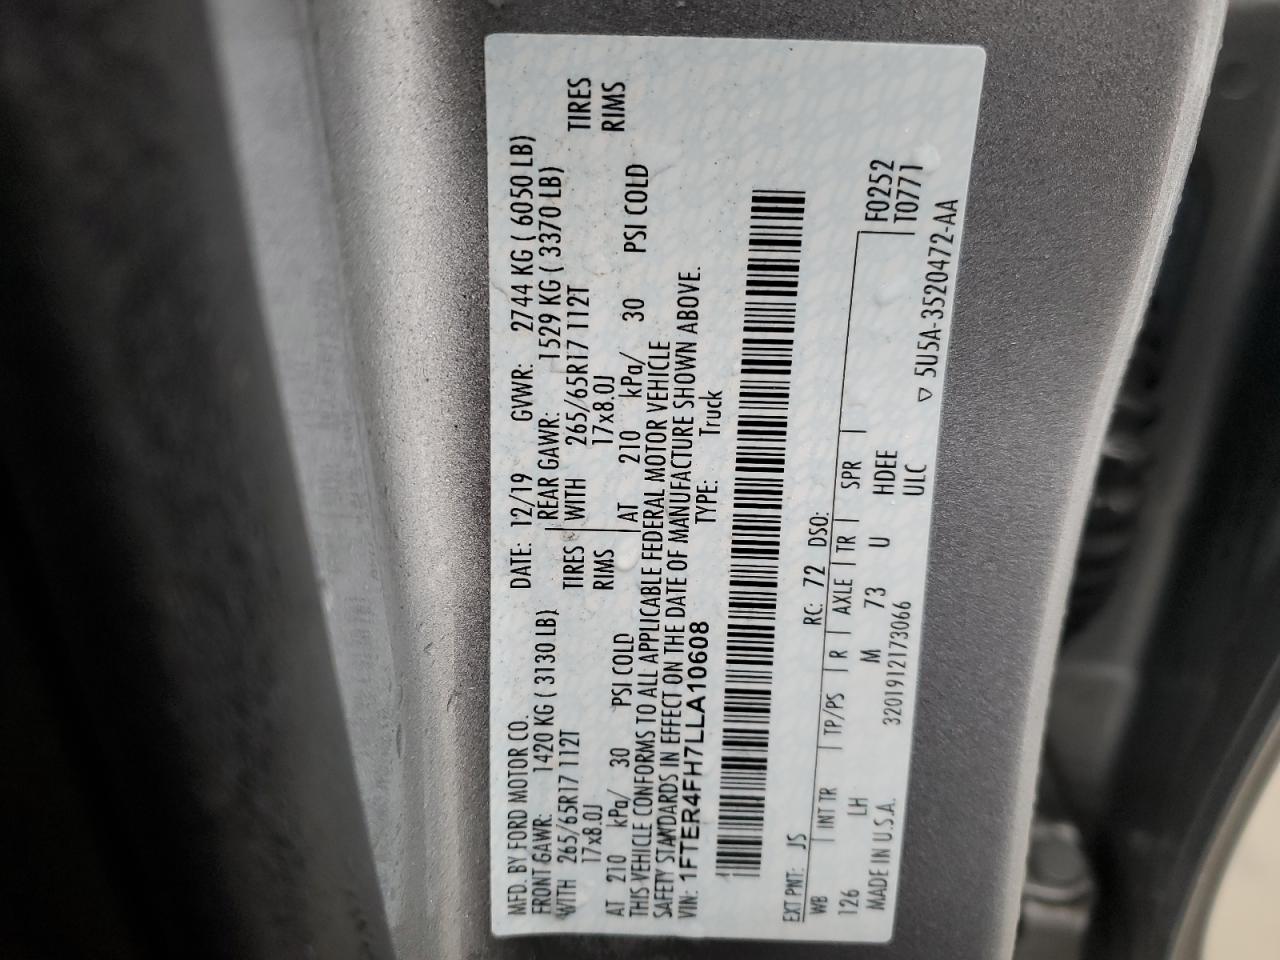 MFD. BY FORD MOTOR CO. DATE: 12/19 GVWR: 2744 KG ( 6050 LB)
FRONT GAWR: 1420 KG ( 3130 LB) REAR GAWR: 1529 KG ( 3370 LB)
WITH 265/65R17 112T TIRES WITH 265/65R17 112T TIRES
17x8.0J RIMS 17x8.0J RIMS
AT 210 kPa/ 30 PSI COLD AT 210 kPa/ 30 PSI COLD
THIS VEHICLE CONFORMS TO ALL APPLICABLE FEDERAL MOTOR VEHICLE
SAFETY STANDARDS IN EFFECT ON THE DATE OF MANUFACTURE SHOWN ABOVE.
VIN: 1FTER4FH7LLA10608 TYPE: Truck
EXT PNT: JS RC: 72 DSO:
WB INT TR TP/PS R AXLE TR SPR F0252
126 LH M 73 U HDEE T0771
MADE IN U.S.A. 3201912173066 ULC
▽ 5U5A-3520472-AA